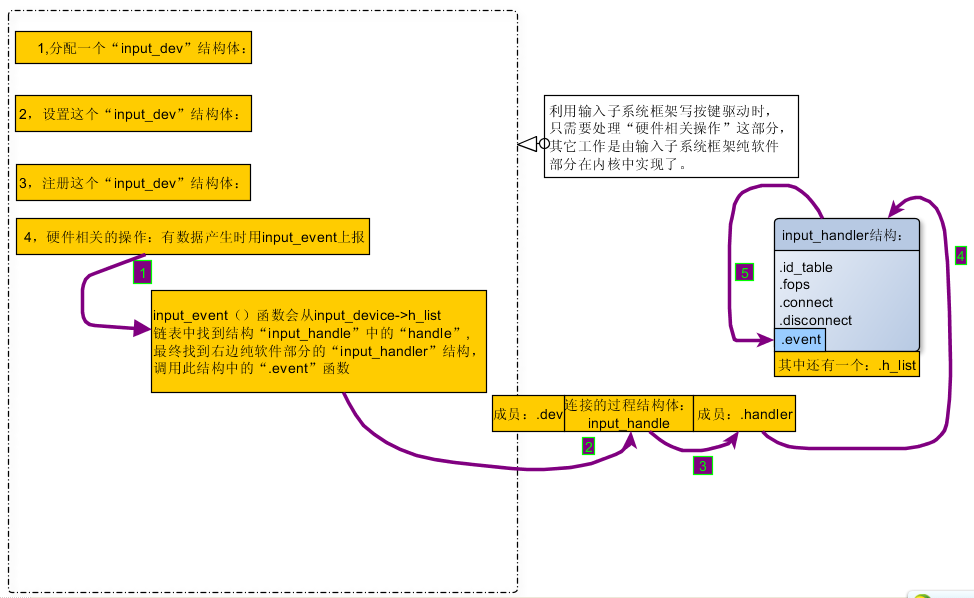 1,分配一个“input_dev”结构体：
2，设置这个“input_dev”结构体：
3，注册这个“input_dev”结构体：
4，硬件相关的操作：有数据产生时用input_event上报
1
input_event（）函数会从input_device->h_list
链表中找到结构“input_handle”中的“handle”，
最终找到右边纯软件部分的“input_handler”结构，
调用此结构中的“.event”函数
利用输入子系统框架写按键驱动时，
只需要处理“硬件相关操作”这部分，
其它工作是由输入子系统框架纯软件
部分在内核中实现了。
input_handler结构：
.id_table
.fops
.connect
.disconnect
.event
其中还有一个：.h_list
5
4
成员：.dev
连接的过程结构体：
input_handle
成员：.handler
2
3